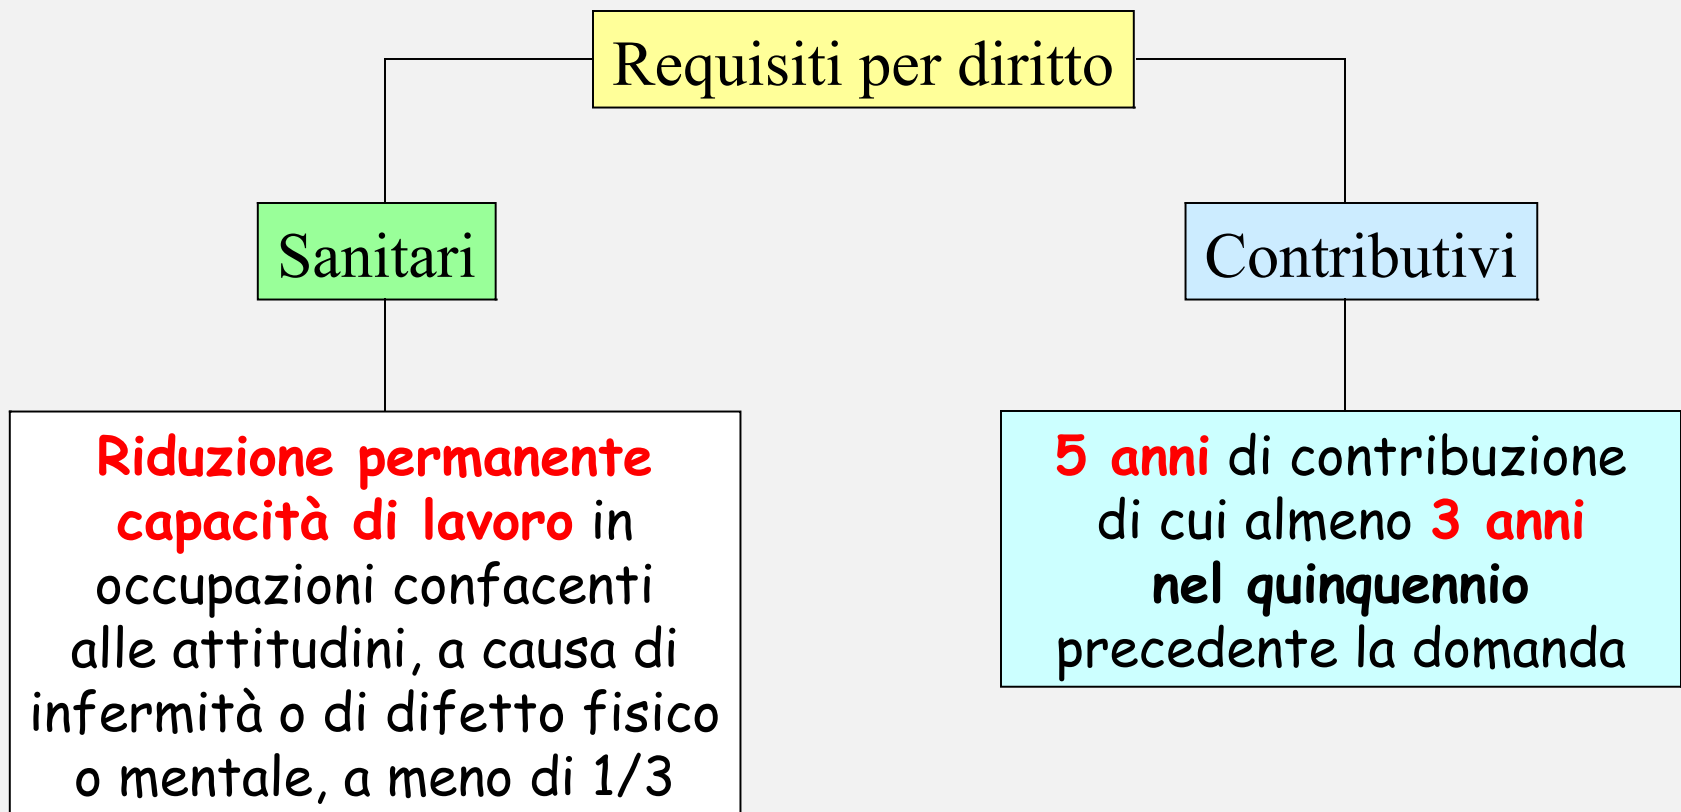 Requisiti per diritto
Sanitari
Contributivi
Riduzione permanente
capacità di lavoro in
occupazioni confacenti
alle attitudini, a causa di
infermità o di difetto fisico
o mentale, a meno di 1/3
5 anni di contribuzione
di cui almeno 3 anni
nel quinquennio
precedente la domanda